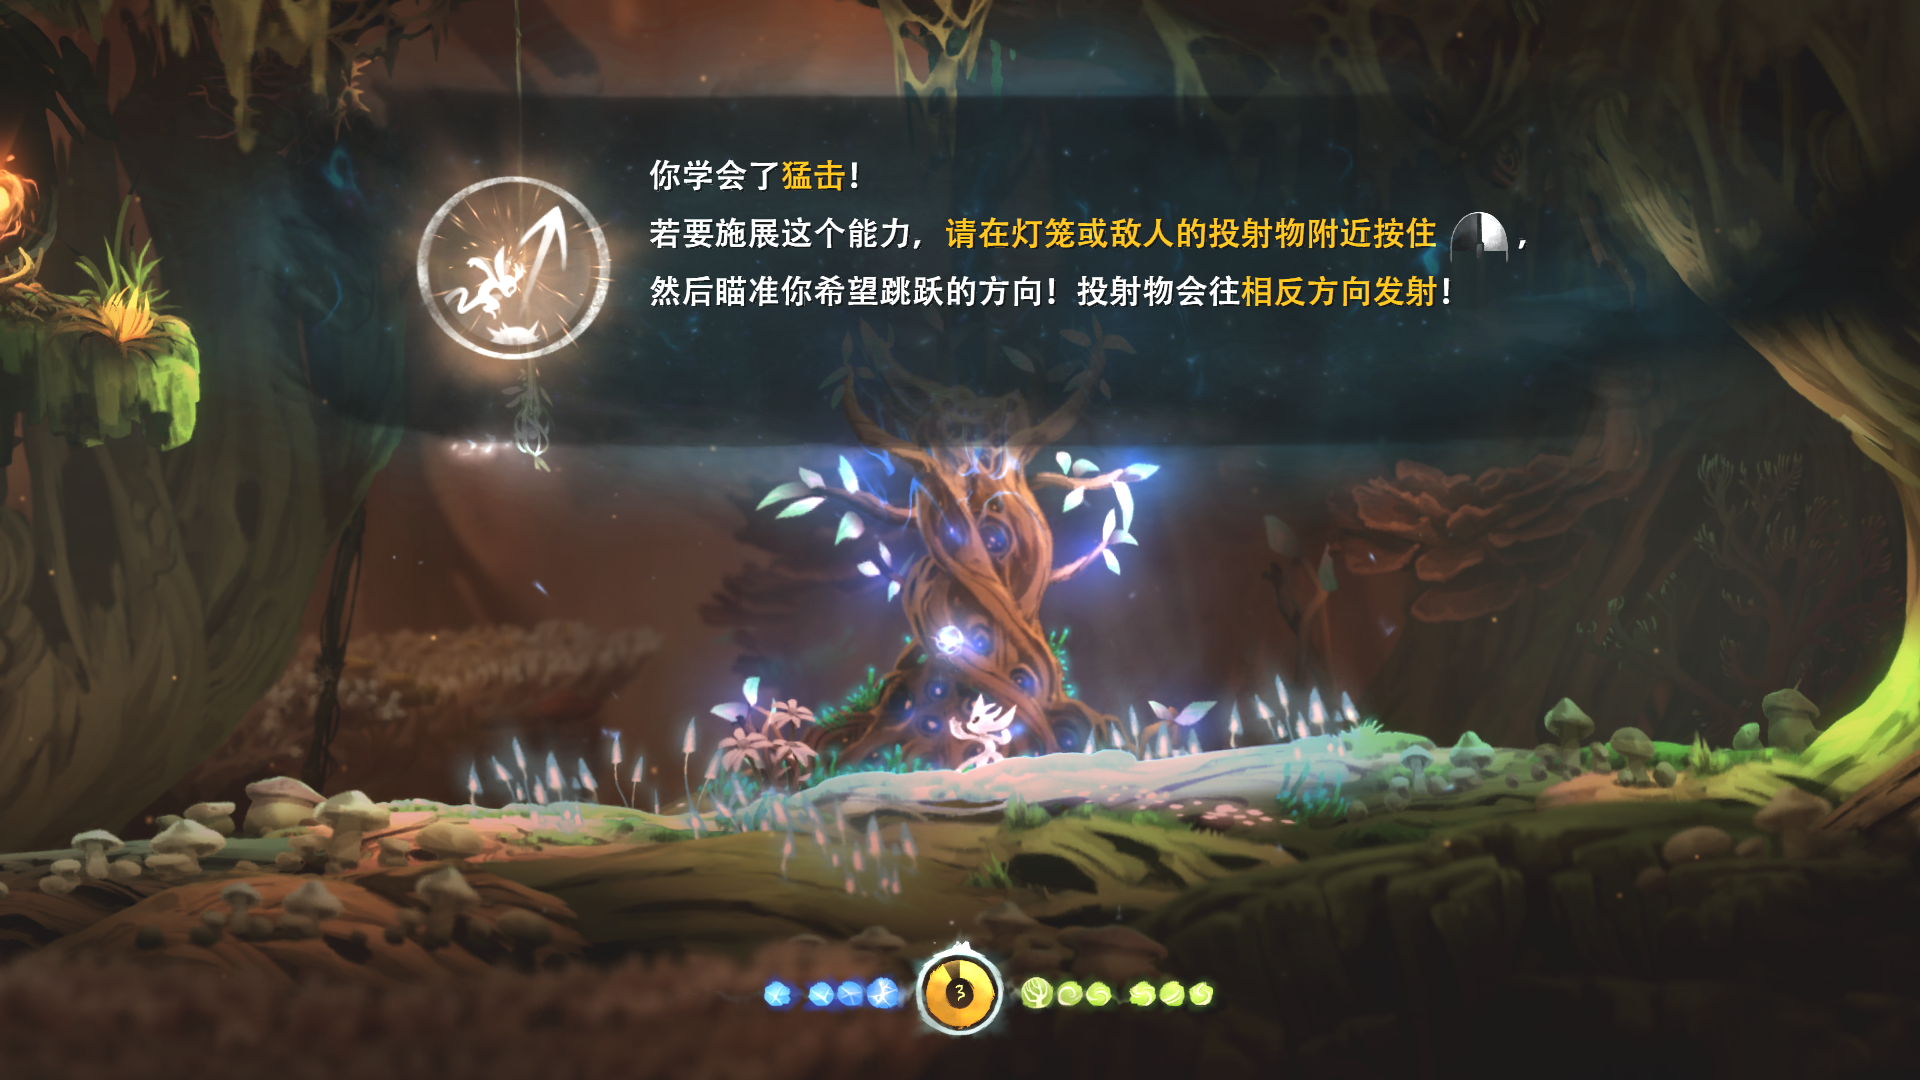 你学会了猛击！
若要施展这个能力，请在灯笼或敌人的投射物附近按住 ，
然后瞄准你希望跳跃的方向！投射物会往相反方向发射！
3